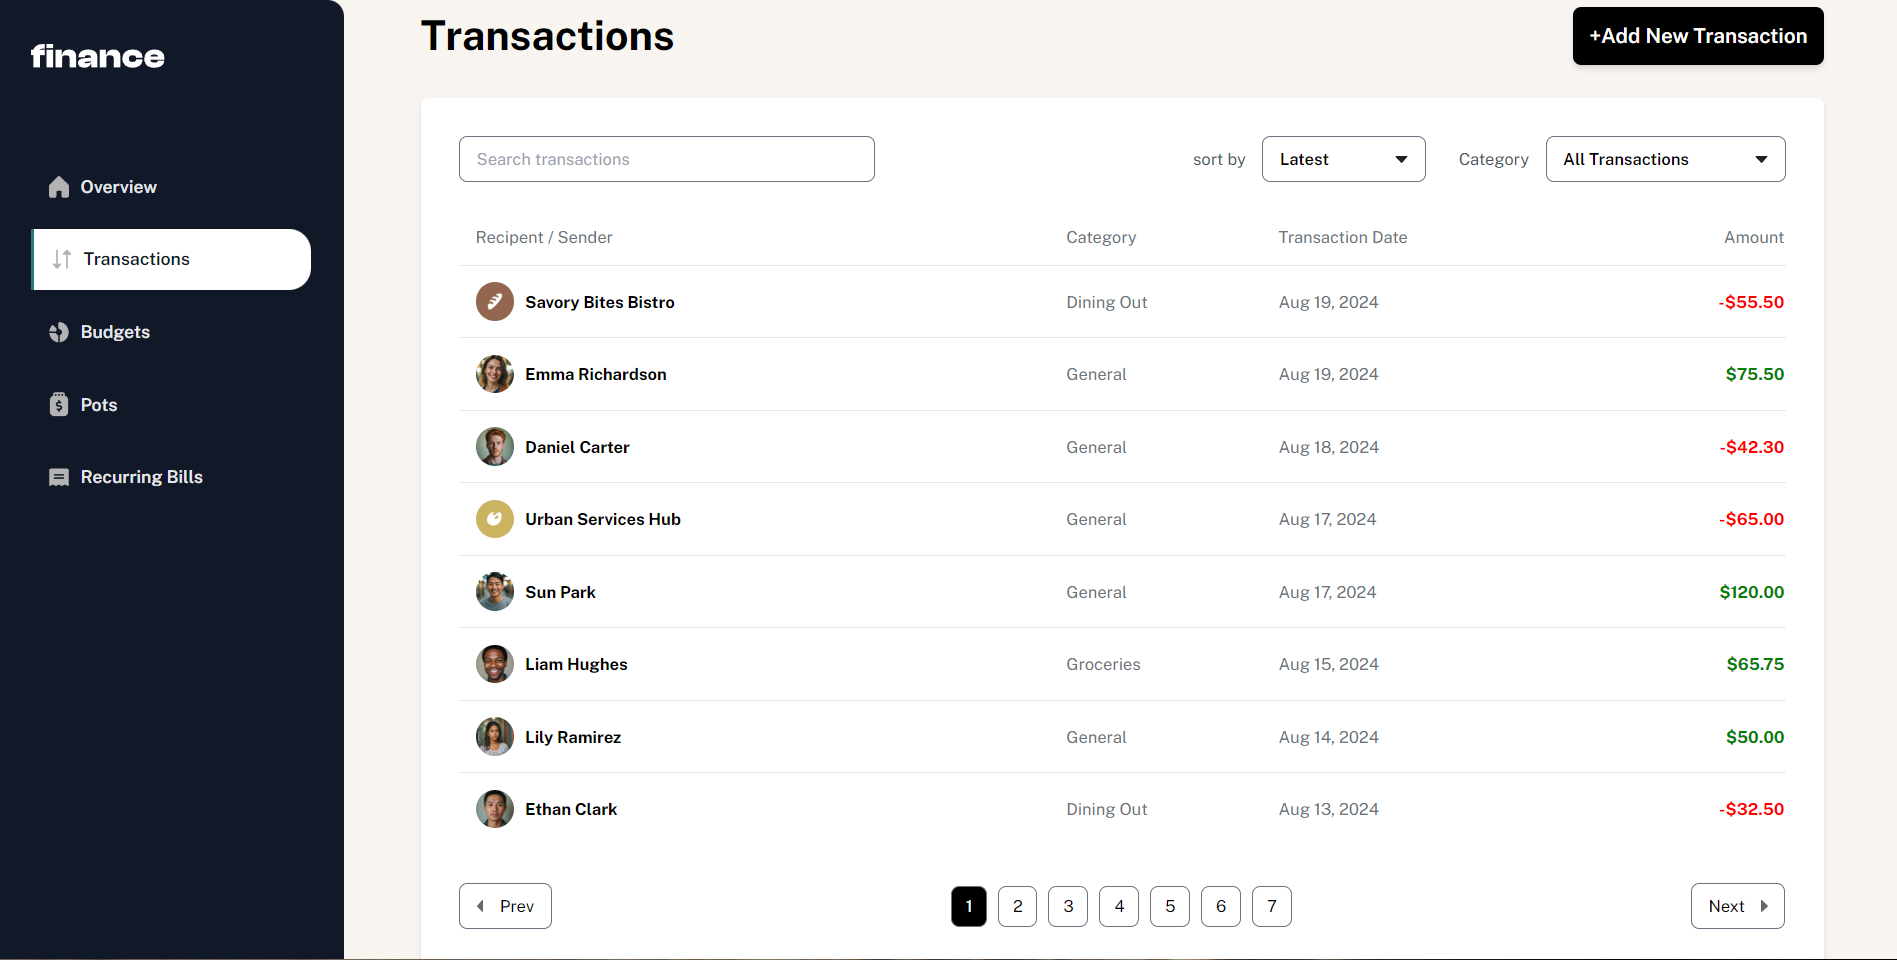 finance
Overview
Transactions
Budgets
Pots
Recurring Bills
Transactions
+Add New Transaction
Search transactions
sort by Latest Category All Transactions
Recipent / Sender Category Transaction Date Amount
Savory Bites Bistro Dining Out Aug 19, 2024 -$55.50
Emma Richardson General Aug 19, 2024 $75.50
Daniel Carter General Aug 18, 2024 -$42.30
Urban Services Hub General Aug 17, 2024 -$65.00
Sun Park General Aug 17, 2024 $120.00
Liam Hughes Groceries Aug 15, 2024 $65.75
Lily Ramirez General Aug 14, 2024 $50.00
Ethan Clark Dining Out Aug 13, 2024 -$32.50
Prev 1 2 3 4 5 6 7 Next